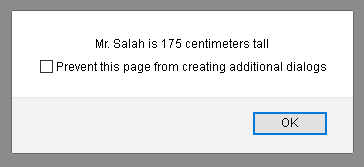 Mr. Salah is 175 centimeters tall
Prevent this page from creating additional dialogs
OK